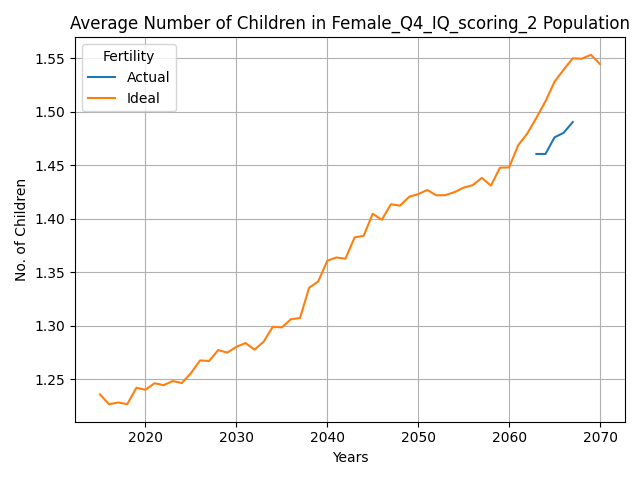 Average Number of Children in Female_Q4_IQ_scoring_2 Population
Fertility
Actual
Ideal
No. of Children
1.55
1.50
1.45
1.40
1.35
1.30
1.25
2020 2030 2040 2050 2060 2070
Years